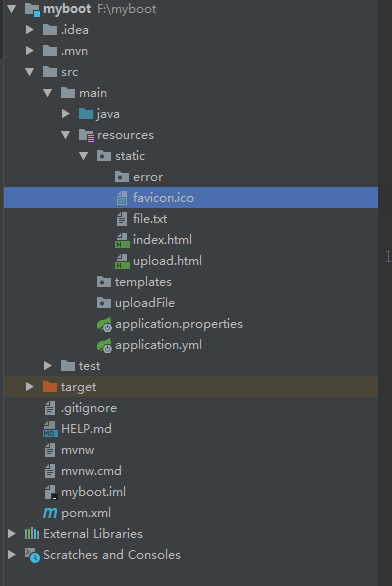 myboot F:\myboot
.idea
.mvn
src
main
java
resources
static
error
favicon.ico
file.txt
index.html
upload.html
templates
uploadFile
application.properties
application.yml
test
target
.gitignore
HELP.md
mvnw
mvnw.cmd
myboot.iml
pom.xml
External Libraries
Scratches and Consoles
1